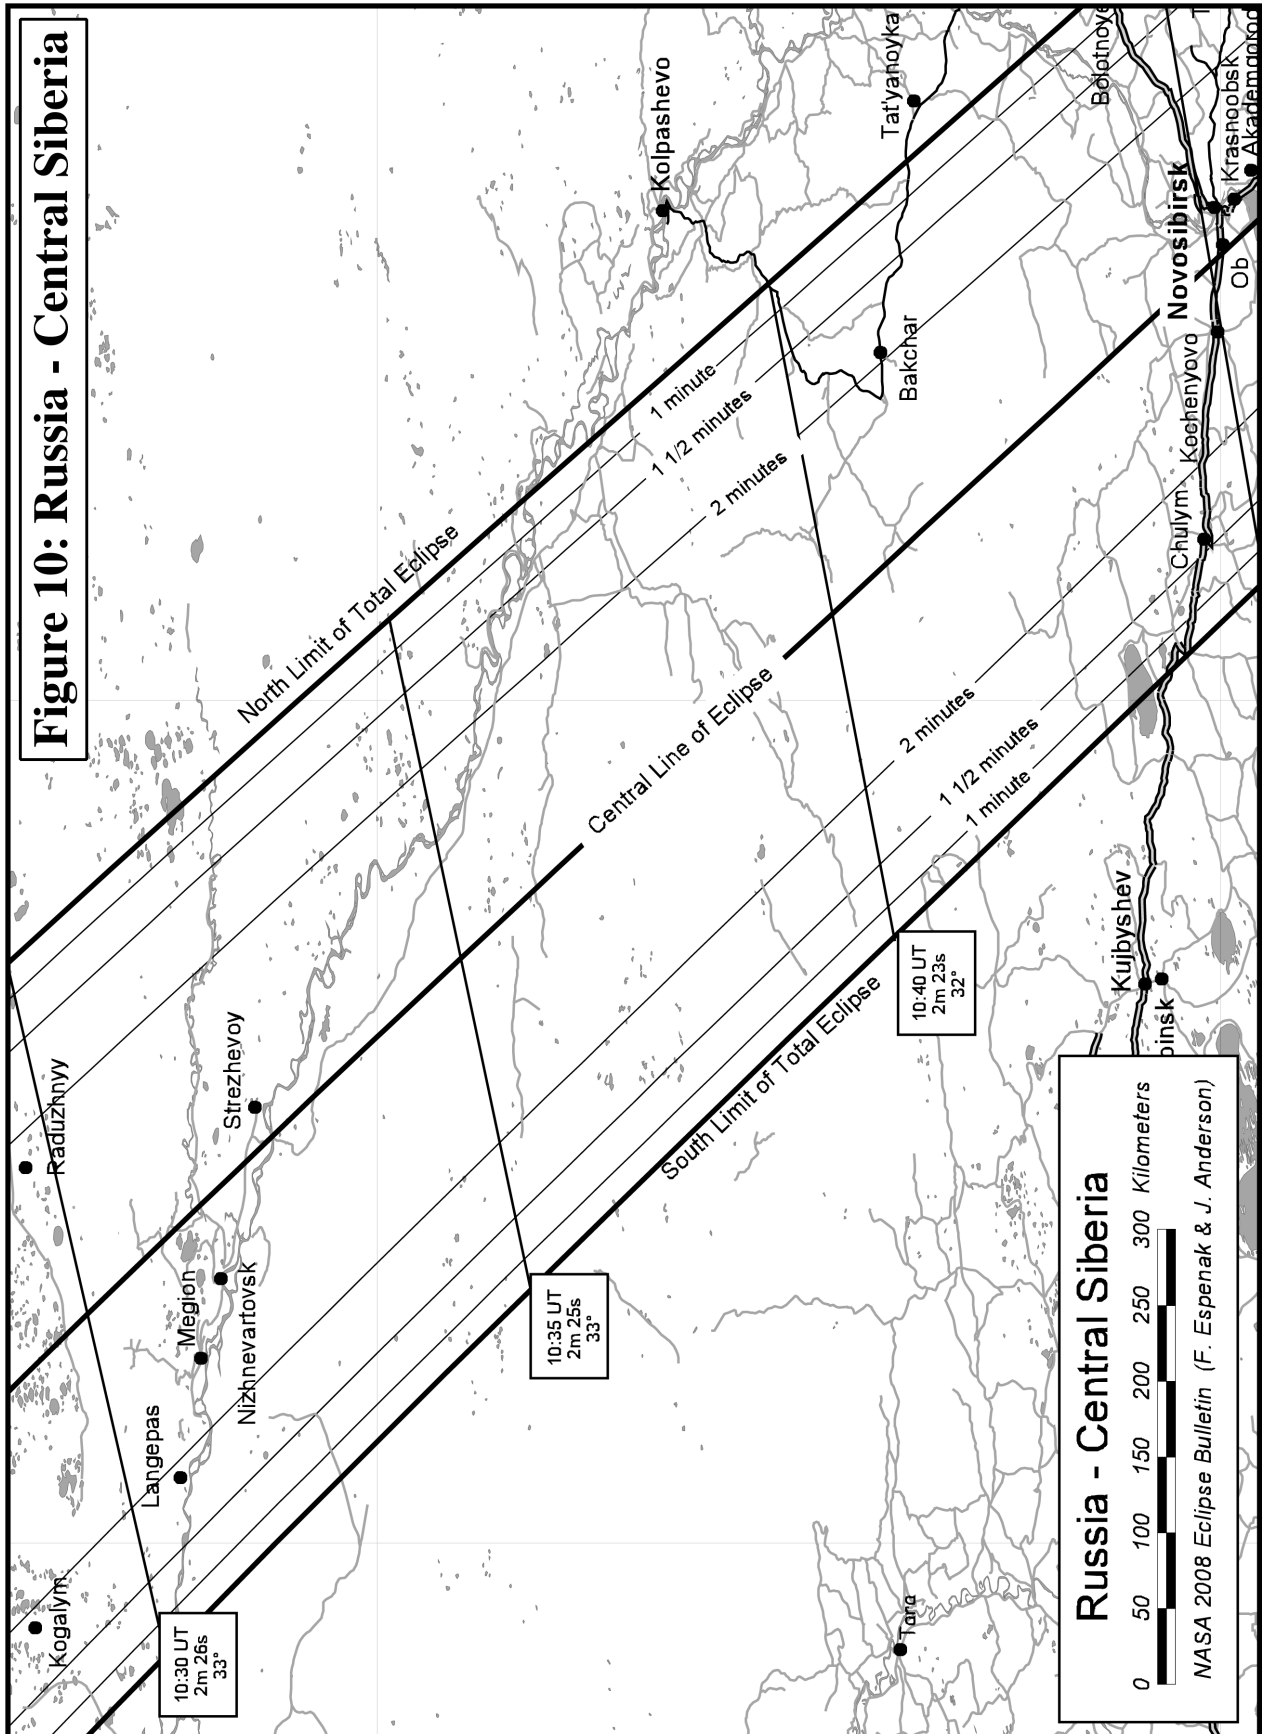 Figure 10: Russia - Central Siberia
Kogalym
Raduzhnyy
Langepas
Megion
Nizhnevartovsk
Strezhevoy
North Limit of Total Eclipse
Kolpashevo
1 minute
1 1/2 minutes
2 minutes
Central Line of Eclipse
Tat'yanoyka
Bakchar
2 minutes
1 1/2 minutes
1 minute
South Limit of Total Eclipse
10:30 UT
2m 26s
33°
10:35 UT
2m 25s
33°
10:40 UT
2m 23s
32°
Tara
Kujbyshev
binsk
Chulym
Kochenyovo
Novosibirsk
Ob
Krasnoobsk
Akademgorod
Bolotnoye
T
Russia - Central Siberia
0 50 100 150 200 250 300 Kilometers
NASA 2008 Eclipse Bulletin (F. Espenak & J. Anderson)